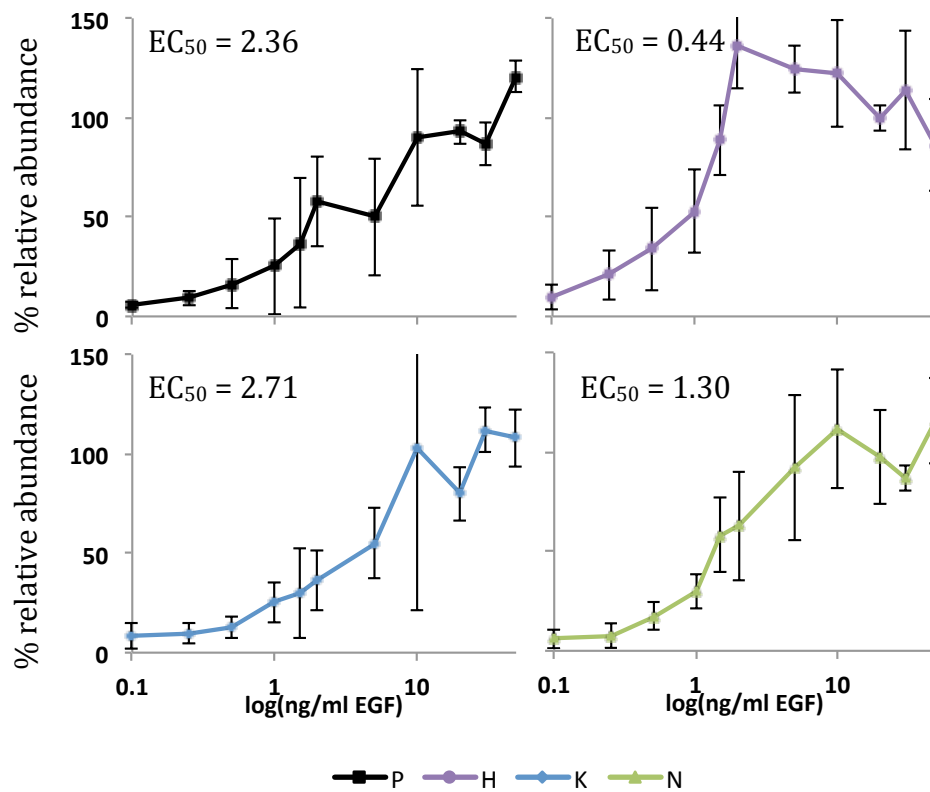 EC50 = 2.36
EC50 = 0.44
% relative abundance
150
100
50
0
EC50 = 2.71
EC50 = 1.30
% relative abundance
150
100
50
0
0.1 1 10
0.1 1 10
log(ng/ml EGF)
log(ng/ml EGF)
P H K N